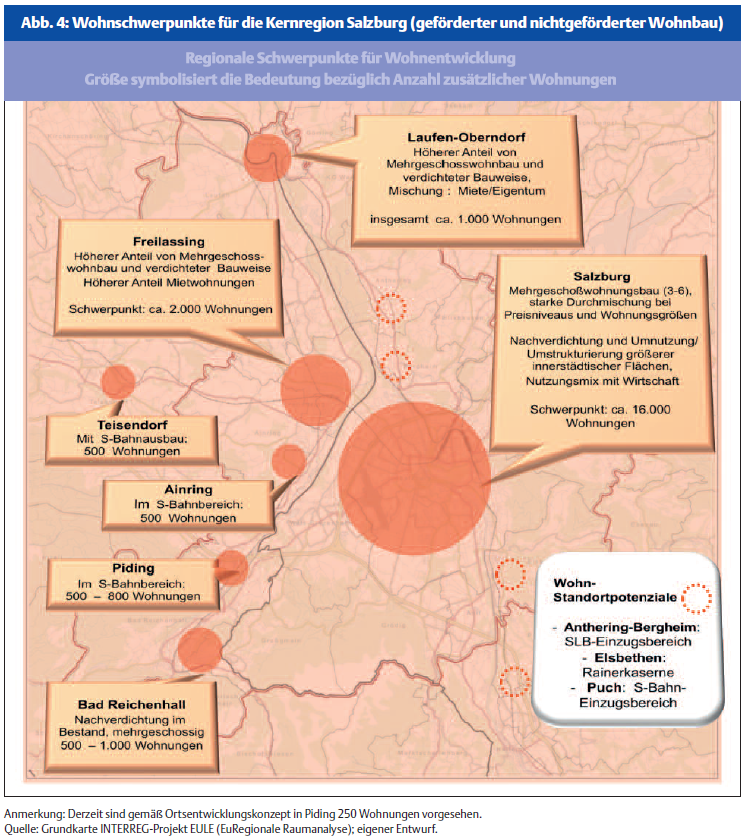 Abb. 4: Wohnschwerpunkte für die Kernregion Salzburg (geförderter und nichtgeförderter Wohnbau)
Regionale Schwerpunkte für Wohnentwicklung
Größe symbolisiert die Bedeutung bezüglich Anzahl zusätzlicher Wohnungen
Laufen-Oberndorf
Höherer Anteil von
Mehrgeschosswohnbau und
verdichteter Bauweise,
Mischung : Miete/Eigentum
insgesamt ca. 1.000 Wohnungen
Freilassing
Höherer Anteil von Mehrgeschoss-
wohnbau und verdichteter Bauweise
Höherer Anteil Mietwohnungen
Schwerpunkt: ca. 2.000 Wohnungen
Salzburg
Mehrgeschoßwohnungsbau (3-6),
starke Durchmischung bei
Preisniveaus und Wohnungsgrößen
Nachverdichtung und Umnutzung/
Umstrukturierung größerer
innerstädtischer Flächen,
Nutzungsmix mit Wirtschaft
Schwerpunkt: ca. 16.000
Wohnungen
Teisendorf
Mit S-Bahnausbau:
500 Wohnungen
Ainring
Im S-Bahnbereich:
500 Wohnungen
Piding
Im S-Bahnbereich:
500 – 800 Wohnungen
Bad Reichenhall
Nachverdichtung im
Bestand, mehrgeschossig
500 – 1.000 Wohnungen
Wohn-
Standortpotenziale
- Anthering-Bergheim:
SLB-Einzugsbereich
- Elsbethen:
Rainerkaserne
- Puch: S-Bahn-
Einzugsbereich
Anmerkung: Derzeit sind gemäß Ortsentwicklungskonzept in Piding 250 Wohnungen vorgesehen.
Quelle: Grundkarte INTERREG-Projekt EULE (EuRegionale Raumanalyse); eigener Entwurf.